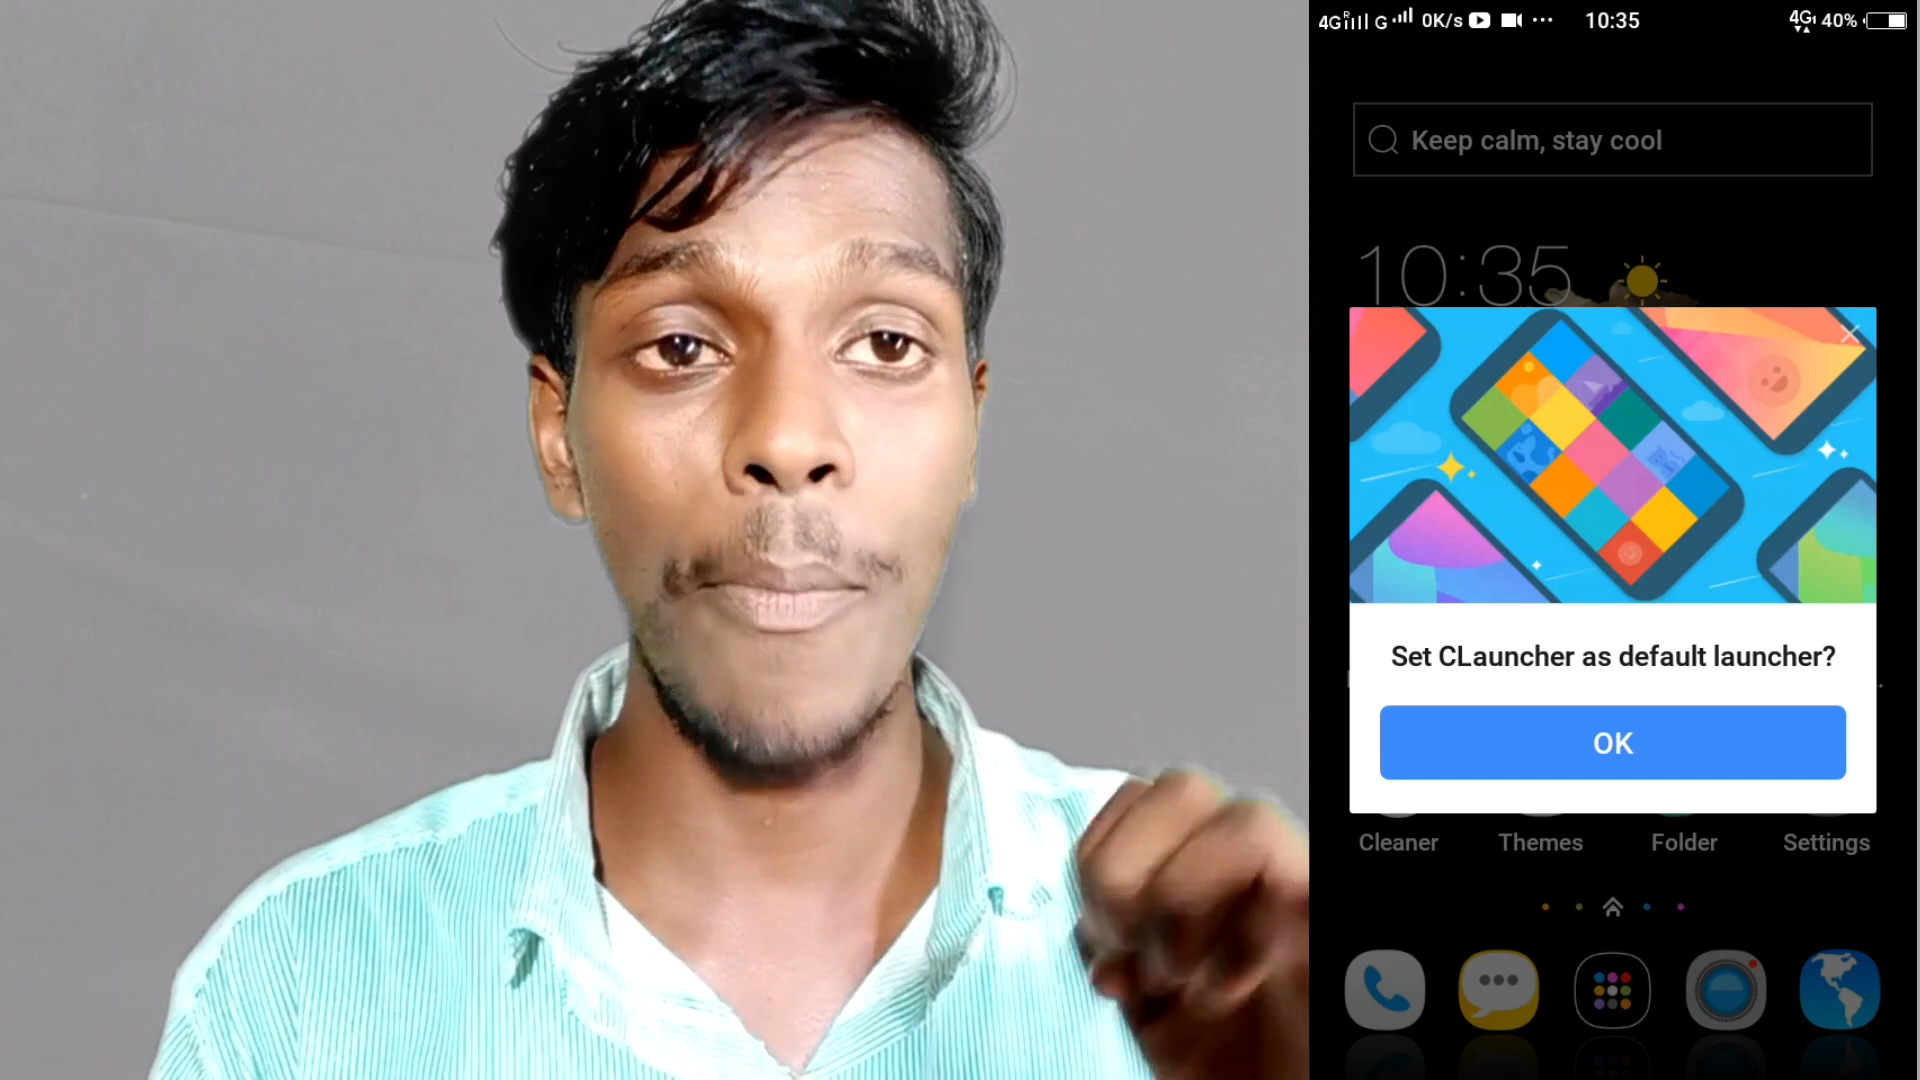 4G R G 0K/s ··· 10:35 4G 40%
Keep calm, stay cool
10:35
Set CLauncher as default launcher?
OK
Cleaner Themes Folder Settings